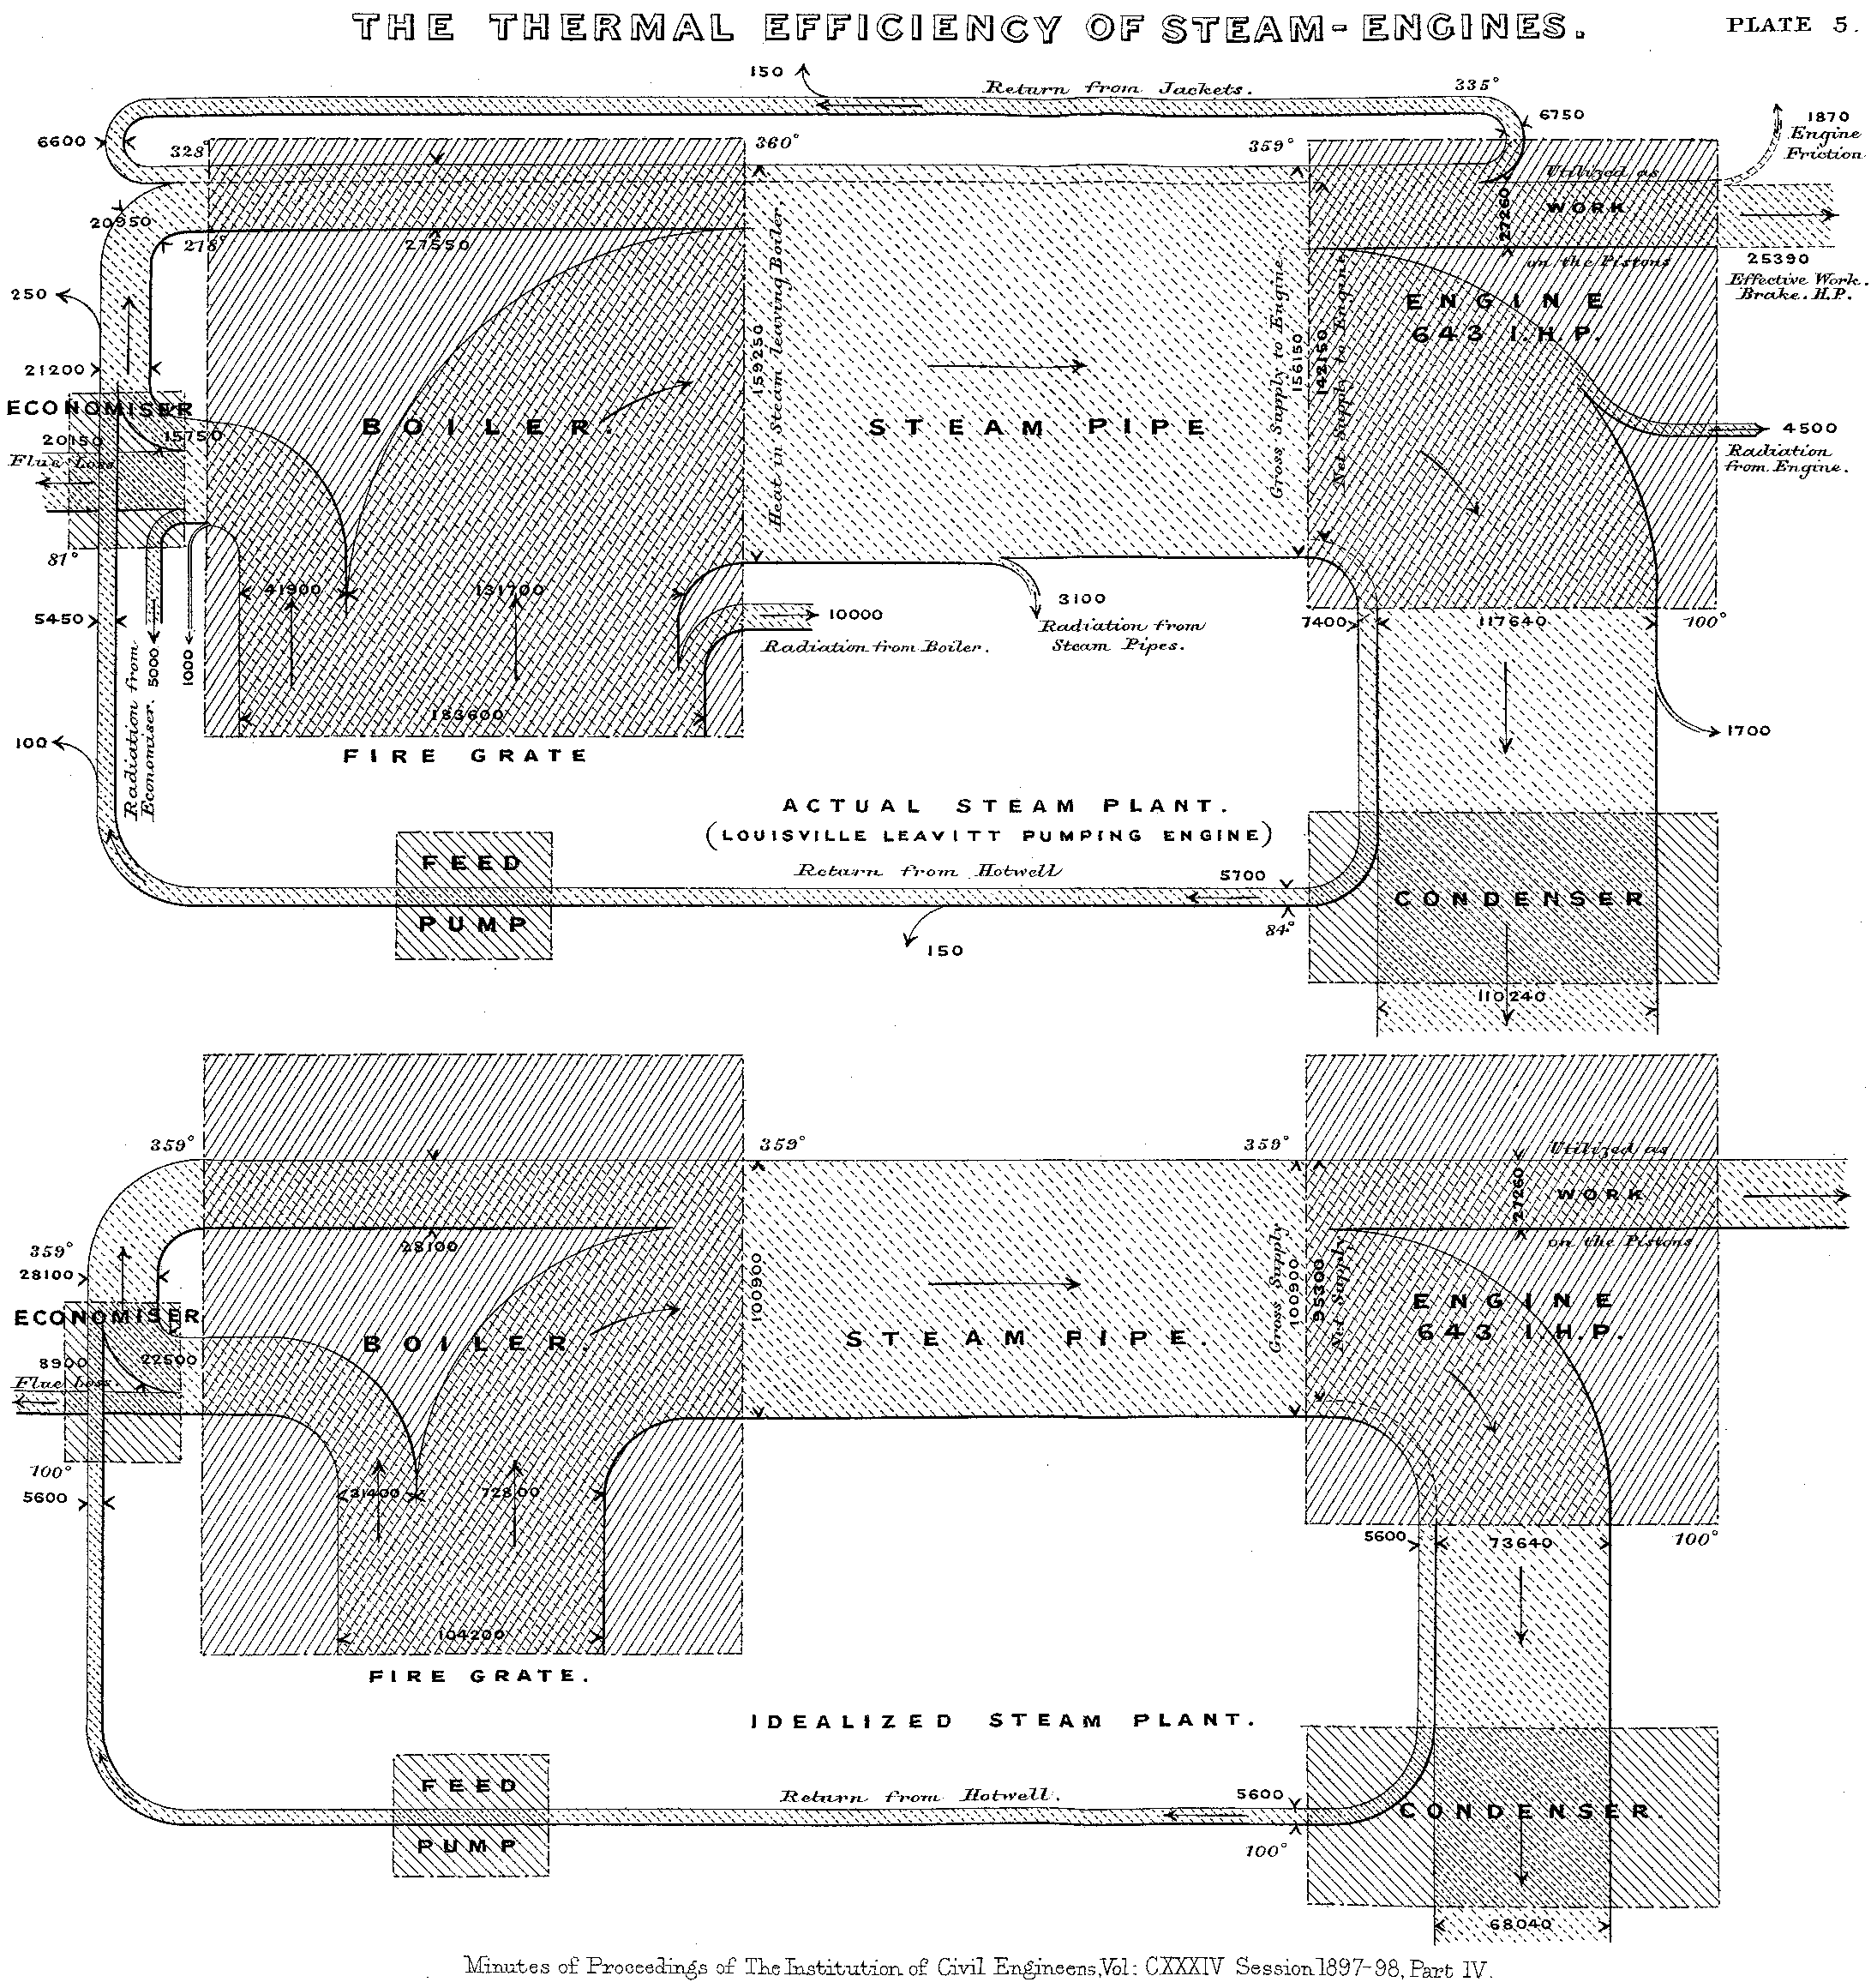 THE THERMAL EFFICIENCY OF STEAM-ENGINES.
PLATE 5.
150
Return from Jackets.
335°
6750
1870
Engine
Friction
6600
328°
360°
359°
Utilized as
WORK
27260
on the Pistons
25390
Effective Work.
Brake. H.P.
20950
278°
27550
250
21200
ECONOMISER
20150
15750
Flue Loss
81°
5450
BOILER.
159250
Heat in Steam leaving Boiler.
STEAM PIPE
Gross Supply to Engine
156150
142150
Net Supply to Engine
ENGINE
643 I.H.P.
4500
Radiation
from Engine.
41900
131700
10000
Radiation from Boiler.
3100
Radiation from
Steam Pipes.
7400
117640
100°
Radiation from
Economiser.
5000
1000
183600
FIRE GRATE
100
1700
ACTUAL STEAM PLANT.
(LOUISVILLE LEAVITT PUMPING ENGINE)
Return from Hotwell
5700
84°
FEED
PUMP
150
CONDENSER
110240
359°
359°
359°
Utilized as
WORK
27260
on the Pistons
28100
359°
28100
ECONOMISER
8900
22500
Flue Loss.
100°
5600
BOILER.
100900
STEAM PIPE.
Gross Supply
100900
95300
Net Supply
ENGINE
643 I.H.P.
31400
72800
5600
73640
100°
104200
FIRE GRATE.
IDEALIZED STEAM PLANT.
FEED
PUMP
Return from Hotwell.
5600
100°
CONDENSER.
68040
Minutes of Proceedings of The Institution of Civil Engineers, Vol: CXXXIV Session 1897-98, Part IV.